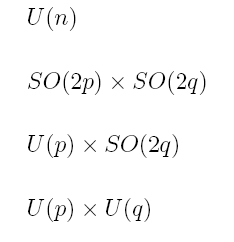 U(n)
SO(2p) × SO(2q)
U(p) × SO(2q)
U(p) × U(q)